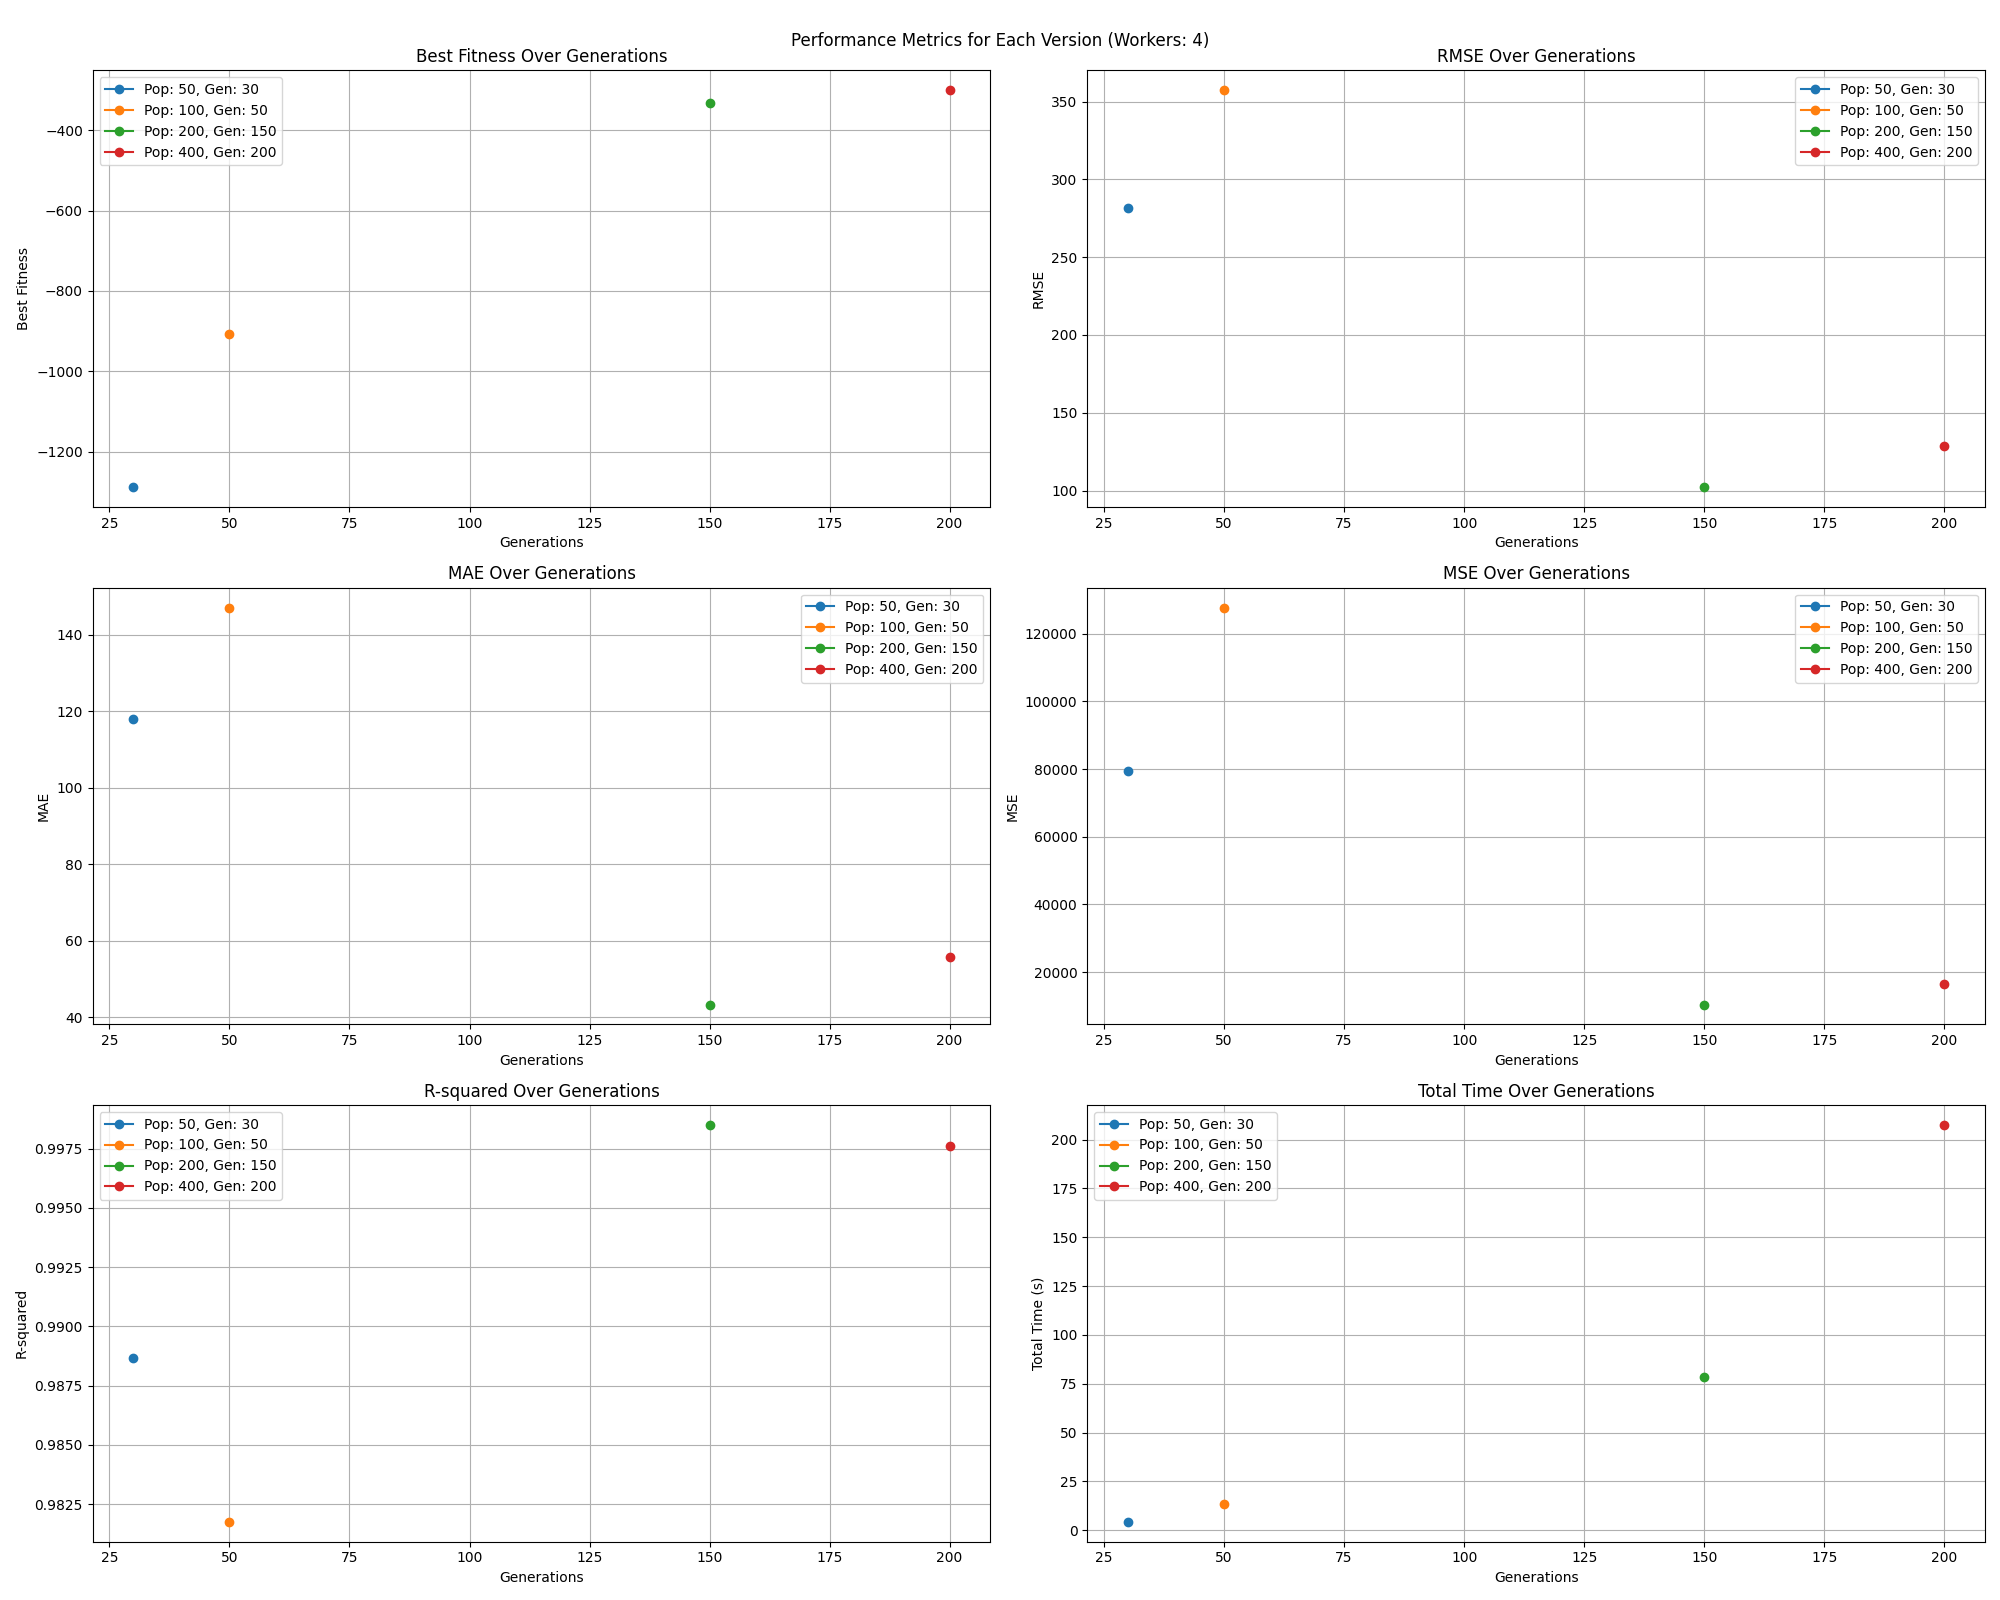 Performance Metrics for Each Version (Workers: 4)
Best Fitness Over Generations
Pop: 50, Gen: 30
Pop: 100, Gen: 50
Pop: 200, Gen: 150
Pop: 400, Gen: 200
−400
−600
−800
−1000
−1200
Best Fitness
25 50 75 100 125 150 175 200
Generations
RMSE Over Generations
Pop: 50, Gen: 30
Pop: 100, Gen: 50
Pop: 200, Gen: 150
Pop: 400, Gen: 200
350
300
250
200
150
100
RMSE
25 50 75 100 125 150 175 200
Generations
MAE Over Generations
Pop: 50, Gen: 30
Pop: 100, Gen: 50
Pop: 200, Gen: 150
Pop: 400, Gen: 200
140
120
100
80
60
40
MAE
25 50 75 100 125 150 175 200
Generations
MSE Over Generations
Pop: 50, Gen: 30
Pop: 100, Gen: 50
Pop: 200, Gen: 150
Pop: 400, Gen: 200
120000
100000
80000
60000
40000
20000
MSE
25 50 75 100 125 150 175 200
Generations
R-squared Over Generations
Pop: 50, Gen: 30
Pop: 100, Gen: 50
Pop: 200, Gen: 150
Pop: 400, Gen: 200
0.9975
0.9950
0.9925
0.9900
0.9875
0.9850
0.9825
R-squared
25 50 75 100 125 150 175 200
Generations
Total Time Over Generations
Pop: 50, Gen: 30
Pop: 100, Gen: 50
Pop: 200, Gen: 150
Pop: 400, Gen: 200
200
175
150
125
100
75
50
25
0
Total Time (s)
25 50 75 100 125 150 175 200
Generations